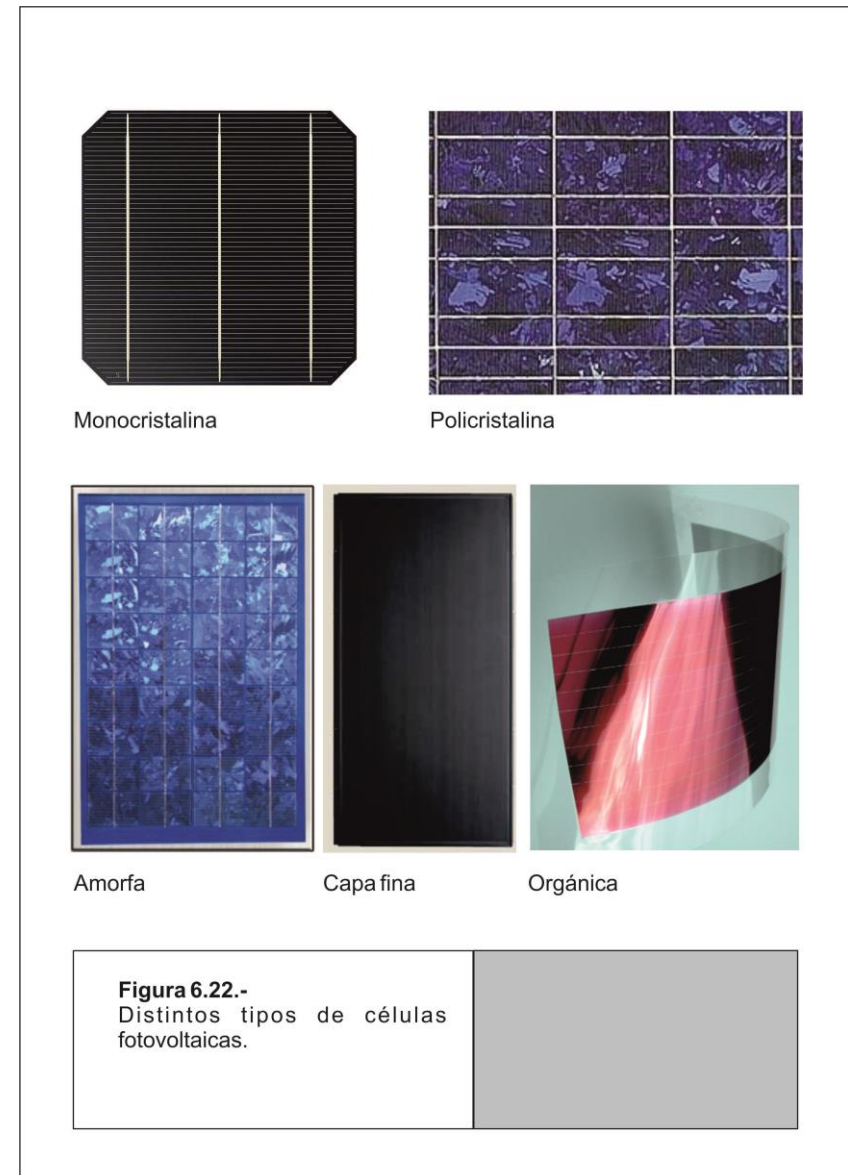 Monocristalina
Policristalina
Amorfa
Capa fina
Orgánica
Figura 6.22.-
Distintos tipos de células
fotovoltaicas.